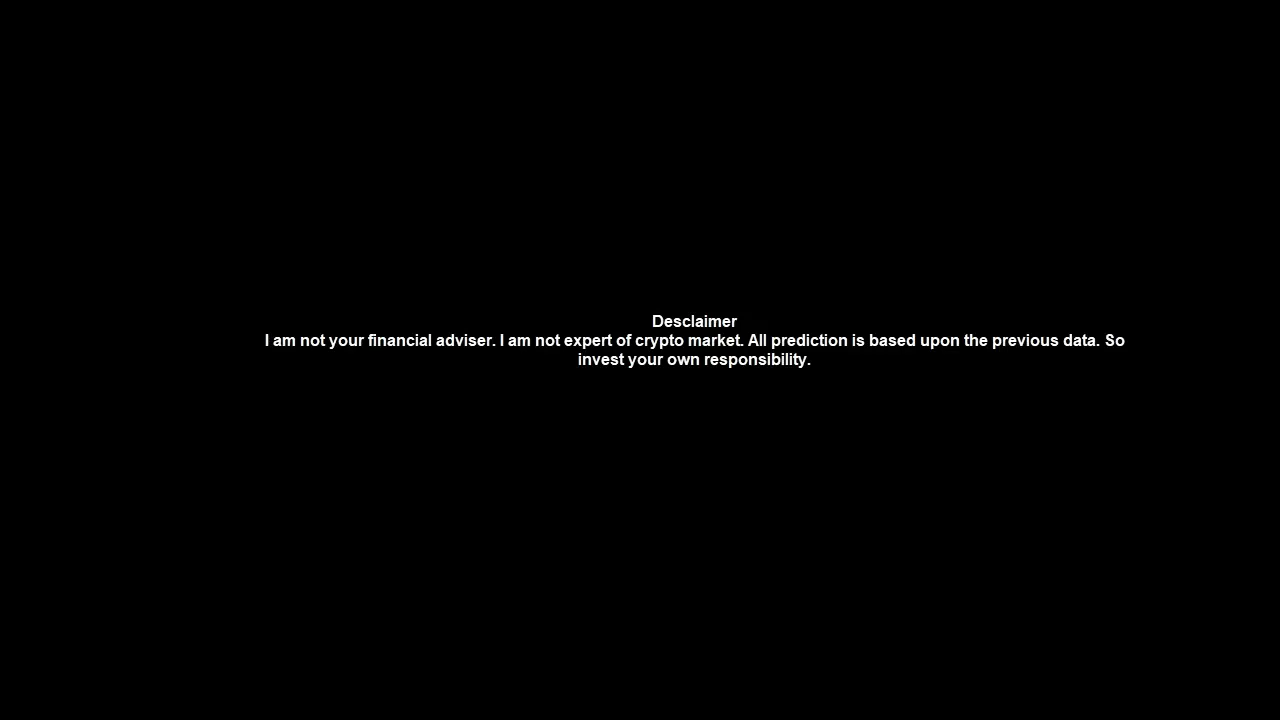 Desclaimer
I am not your financial adviser. I am not expert of crypto market. All prediction is based upon the previous data. So
invest your own responsibility.